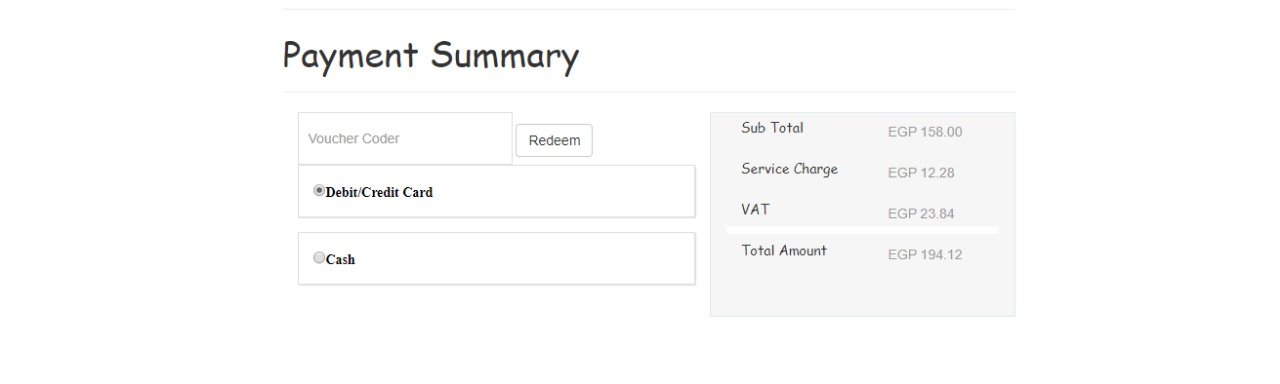 Payment Summary
Voucher Coder
Redeem
Debit/Credit Card
Cash
Sub Total EGP 158.00
Service Charge EGP 12.28
VAT EGP 23.84
Total Amount EGP 194.12